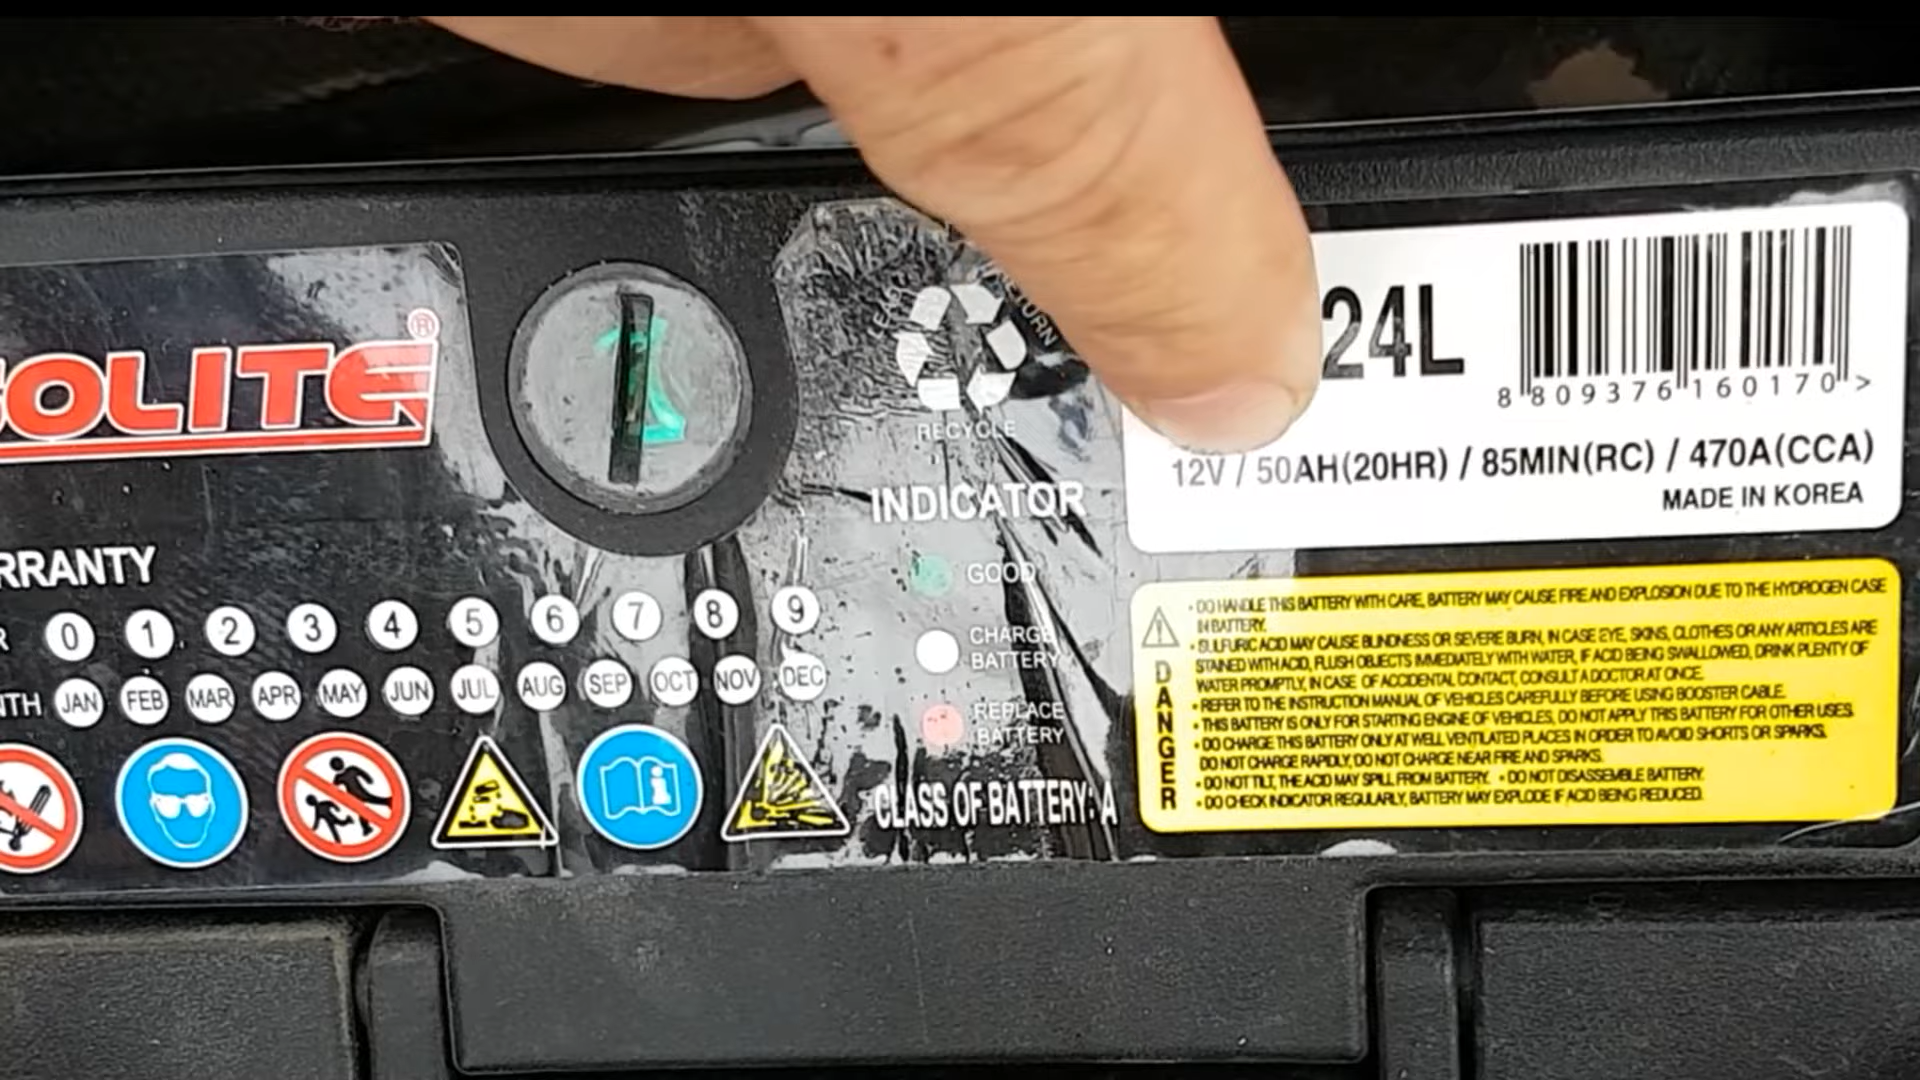 SOLITE®
RETURN
RECYCLE
INDICATOR
GOOD
CHARGE
BATTERY
REPLACE
BATTERY
CLASS OF BATTERY: A
RRANTY
R 0 1 2 3 4 5 6 7 8 9
NTH JAN FEB MAR APR MAY JUN JUL AUG SEP OCT NOV DEC
24L
8 809376 160170 >
12V / 50AH(20HR) / 85MIN(RC) / 470A(CCA)
MADE IN KOREA
DANGER
• DO HANDLE THIS BATTERY WITH CARE, BATTERY MAY CAUSE FIRE AND EXPLOSION DUE TO THE HYDROGEN CASE
IN BATTERY.
• SULFURIC ACID MAY CAUSE BLINDNESS OR SEVERE BURN, IN CASE EYE, SKINS, CLOTHES OR ANY ARTICLES ARE
STAINED WITH ACID, FLUSH OBJECTS IMMEDIATELY WITH WATER, IF ACID BEING SWALLOWED, DRINK PLENTY OF
WATER PROMPTLY, IN CASE OF ACCIDENTAL CONTACT, CONSULT A DOCTOR AT ONCE.
• REFER TO THE INSTRUCTION MANUAL OF VEHICLES CAREFULLY BEFORE USING BOOSTER CABLE.
• THIS BATTERY IS ONLY FOR STARTING ENGINE OF VEHICLES, DO NOT APPLY THIS BATTERY FOR OTHER USES.
• DO CHARGE THIS BATTERY ONLY AT WELL VENTILATED PLACES IN ORDER TO AVOID SHORTS OR SPARKS.
DO NOT CHARGE RAPIDLY, DO NOT CHARGE NEAR FIRE AND SPARKS.
• DO NOT TILT, THE ACID MAY SPILL FROM BATTERY. • DO NOT DISASSEMBLE BATTERY.
• DO CHECK INDICATOR REGULARLY, BATTERY MAY EXPLODE IF ACID BEING REDUCED.